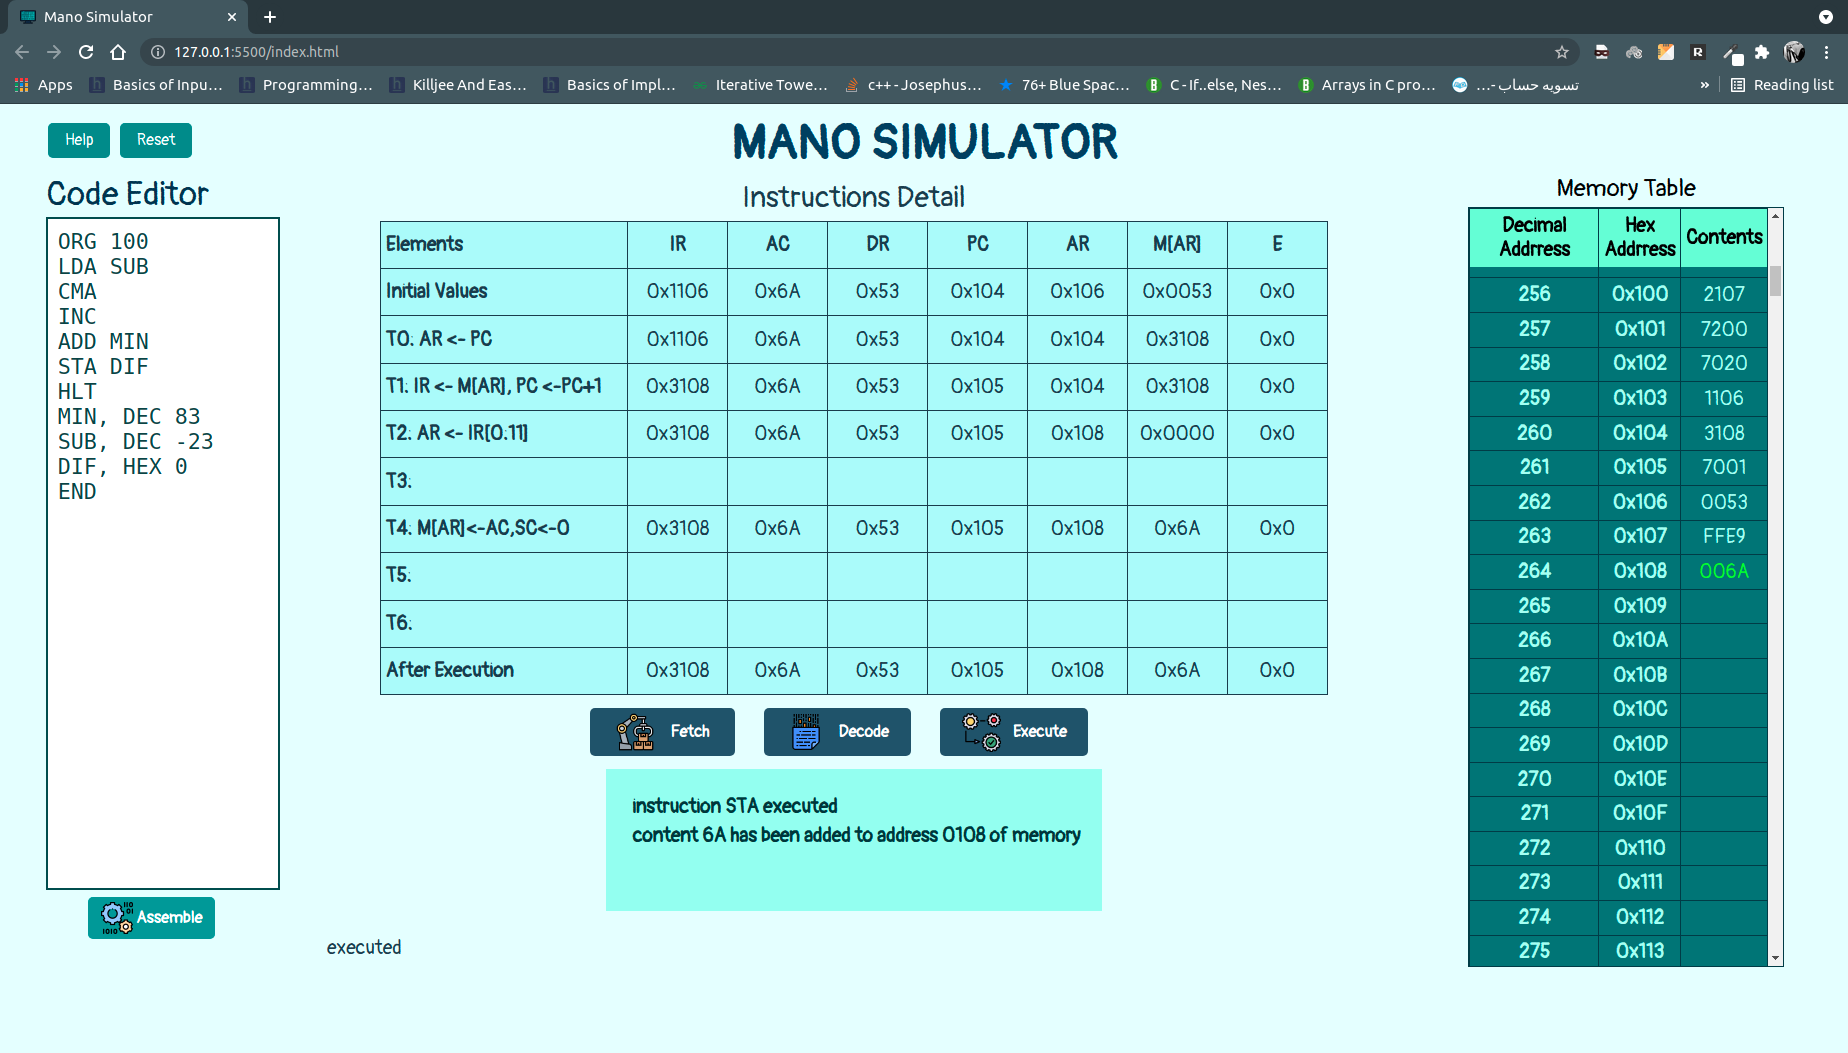 Mano Simulator
127.0.0.1:5500/index.html
Apps Basics of Inpu... Programming... Killjee And Eas... Basics of Impl... Iterative Towe... c++ - Josephus... 76+ Blue Spac... C - If..else, Nes... Arrays in C pro... تسویه حساب -... » Reading list
Help Reset
MANO SIMULATOR
Code Editor
ORG 100
LDA SUB
CMA
INC
ADD MIN
STA DIF
HLT
MIN, DEC 83
SUB, DEC -23
DIF, HEX 0
END
Assemble
Instructions Detail
Elements IR AC DR PC AR M[AR] E
Initial Values 0x1106 0x6A 0x53 0x104 0x106 0x0053 0x0
T0: AR <- PC 0x1106 0x6A 0x53 0x104 0x104 0x3108 0x0
T1: IR <- M[AR], PC <-PC+1 0x3108 0x6A 0x53 0x105 0x104 0x3108 0x0
T2: AR <- IR[0:11] 0x3108 0x6A 0x53 0x105 0x108 0x0000 0x0
T3:
T4: M[AR]<-AC,SC<-0 0x3108 0x6A 0x53 0x105 0x108 0x6A 0x0
T5:
T6:
After Execution 0x3108 0x6A 0x53 0x105 0x108 0x6A 0x0
Fetch Decode Execute
instruction STA executed
content 6A has been added to address 0108 of memory
executed
Memory Table
Decimal Addrress Hex Addrress Contents
256 0x100 2107
257 0x101 7200
258 0x102 7020
259 0x103 1106
260 0x104 3108
261 0x105 7001
262 0x106 0053
263 0x107 FFE9
264 0x108 006A
265 0x109
266 0x10A
267 0x10B
268 0x10C
269 0x10D
270 0x10E
271 0x10F
272 0x110
273 0x111
274 0x112
275 0x113